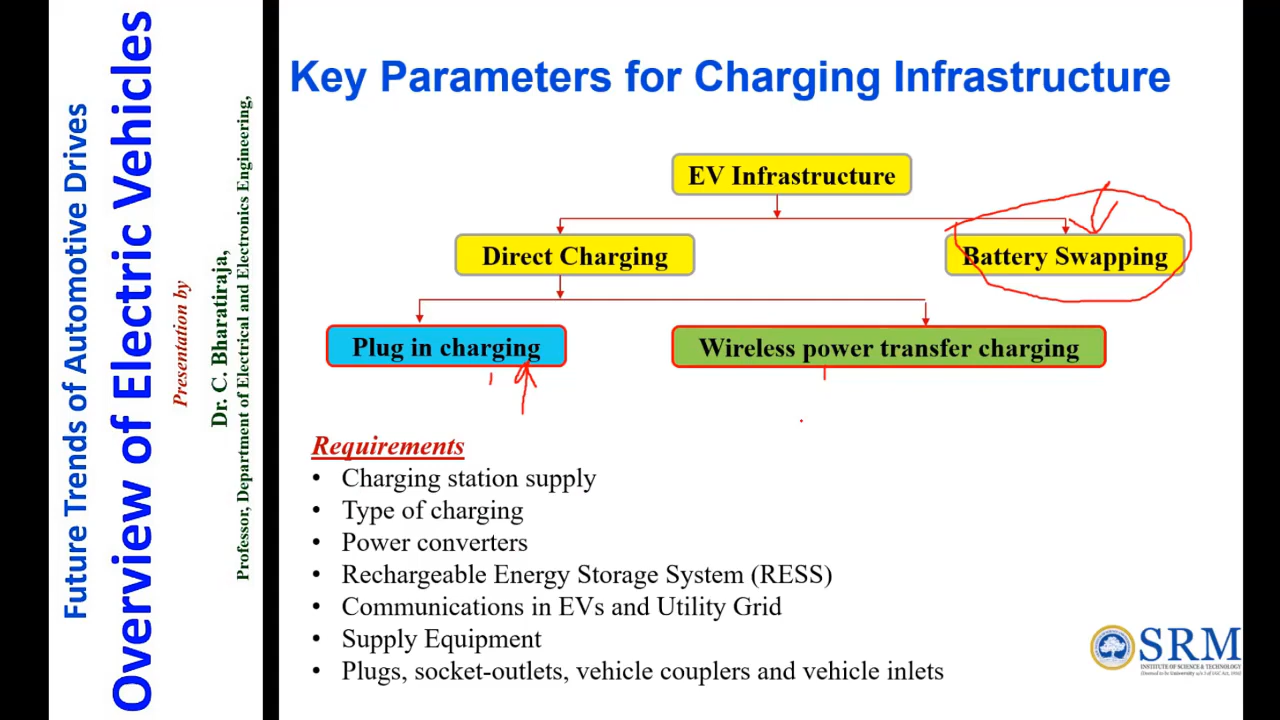 Future Trends of Automotive Drives
Overview of Electric Vehicles
Presentation by
Dr. C. Bharatiraja,
Professor, Department of Electrical and Electronics Engineering,
Key Parameters for Charging Infrastructure
EV Infrastructure
Direct Charging
Battery Swapping
Plug in charging
Wireless power transfer charging
Requirements
• Charging station supply
• Type of charging
• Power converters
• Rechargeable Energy Storage System (RESS)
• Communications in EVs and Utility Grid
• Supply Equipment
• Plugs, socket-outlets, vehicle couplers and vehicle inlets
SRM
INSTITUTE OF SCIENCE & TECHNOLOGY